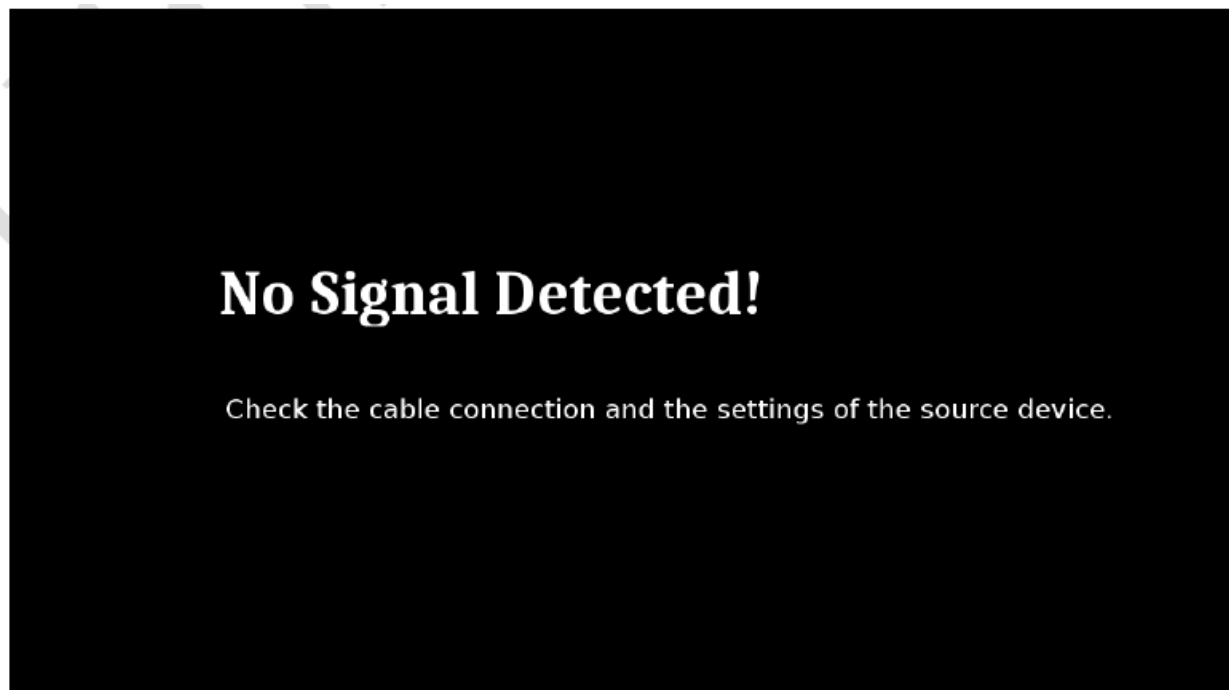 No Signal Detected!
Check the cable connection and the settings of the source device.